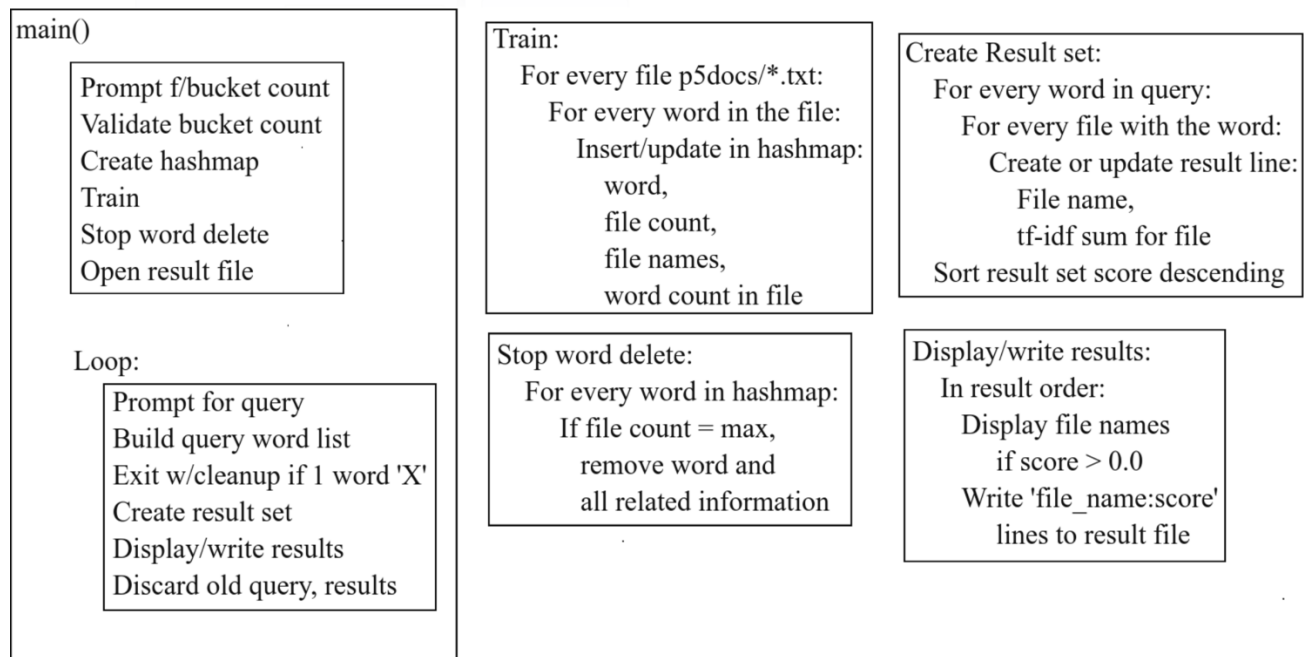 main()
Prompt f/bucket count
Validate bucket count
Create hashmap
Train
Stop word delete
Open result file
Loop:
Prompt for query
Build query word list
Exit w/cleanup if 1 word 'X'
Create result set
Display/write results
Discard old query, results
Train:
For every file p5docs/*.txt:
For every word in the file:
Insert/update in hashmap:
word,
file count,
file names,
word count in file
Stop word delete:
For every word in hashmap:
If file count = max,
remove word and
all related information
Create Result set:
For every word in query:
For every file with the word:
Create or update result line:
File name,
tf-idf sum for file
Sort result set score descending
Display/write results:
In result order:
Display file names
if score > 0.0
Write 'file_name:score'
lines to result file